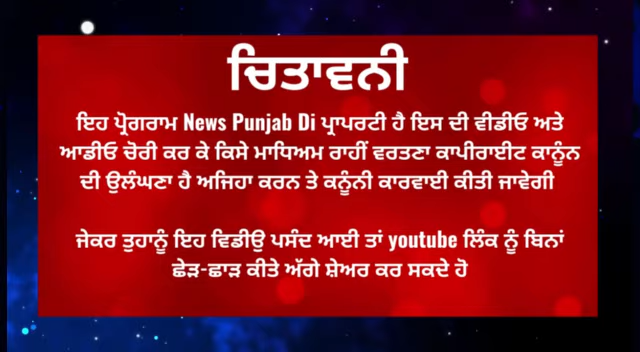 ਚਿਤਾਵਨੀ
ਇਹ ਪ੍ਰੋਗਰਾਮ News Punjab Di ਪ੍ਰਾਪਰਟੀ ਹੈ ਇਸ ਦੀ ਵੀਡੀਓ ਅਤੇ
ਆਡੀਓ ਚੋਰੀ ਕਰ ਕੇ ਕਿਸੇ ਮਾਧਿਅਮ ਰਾਹੀਂ ਵਰਤਣਾ ਕਾਪੀਰਾਈਟ ਕਾਨੂੰਨ
ਦੀ ਉਲੰਘਣਾ ਹੈ ਅਜਿਹਾ ਕਰਨ ਤੇ ਕਨੂੰਨੀ ਕਾਰਵਾਈ ਕੀਤੀ ਜਾਵੇਗੀ
ਜੇਕਰ ਤੁਹਾਨੂੰ ਇਹ ਵਿਡੀਉ ਪਸੰਦ ਆਈ ਤਾਂ youtube ਲਿੰਕ ਨੂੰ ਬਿਨਾਂ
ਛੇੜ-ਛਾੜ ਕੀਤੇ ਅੱਗੇ ਸ਼ੇਅਰ ਕਰ ਸਕਦੇ ਹੋ